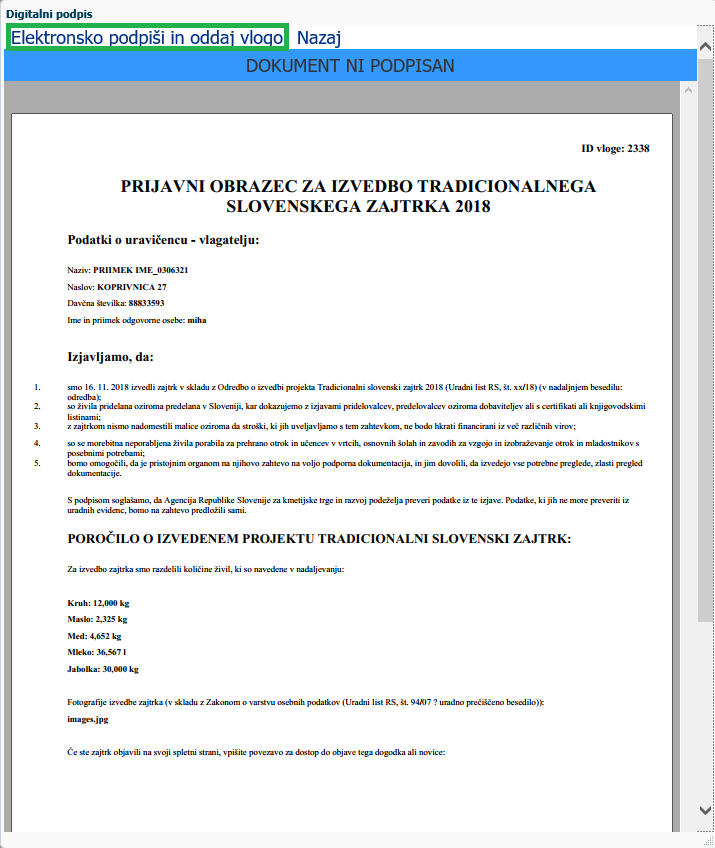 Digitalni podpis
Elektronsko podpiši in oddaj vlogo Nazaj
DOKUMENT NI PODPISAN
ID vloge: 2338
PRIJAVNI OBRAZEC ZA IZVEDBO TRADICIONALNEGA
SLOVENSKEGA ZAJTRKA 2018
Podatki o uravičencu - vlagatelju:
Naziv: PRIIMEK IME_0306321
Naslov: KOPRIVNICA 27
Davčna številka: 88833593
Ime in priimek odgovorne osebe: miha
Izjavljamo, da:
1. smo 16. 11. 2018 izvedli zajtrk v skladu z Odredbo o izvedbi projekta Tradicionalni slovenski zajtrk 2018 (Uradni list RS, št. xx/18) (v nadaljnjem besedilu:
odredba);
2. so živila pridelana oziroma predelana v Sloveniji, kar dokazujemo z izjavami pridelovalcev, predelovalcev oziroma dobaviteljev ali s certifikati ali knjigovodskimi
listinami;
3. z zajtrkom nismo nadomestili malice oziroma da stroški, ki jih uveljavljamo s tem zahtevkom, ne bodo hkrati financirani iz več različnih virov;
4. so se morebitna neporabljena živila porabila za prehrano otrok in učencev v vrtcih, osnovnih šolah in zavodih za vzgojo in izobraževanje otrok in mladostnikov s
posebnimi potrebami;
5. bomo omogočili, da je pristojnim organom na njihovo zahtevo na voljo podporna dokumentacija, in jim dovolili, da izvedejo vse potrebne preglede, zlasti pregled
dokumentacije.
S podpisom soglašamo, da Agencija Republike Slovenije za kmetijske trge in razvoj podeželja preveri podatke iz te izjave. Podatke, ki jih ne more preveriti iz
uradnih evidenc, bomo na zahtevo predložili sami.
POROČILO O IZVEDENEM PROJEKTU TRADICIONALNI SLOVENSKI ZAJTRK:
Za izvedbo zajtrka smo razdelili količine živil, ki so navedene v nadaljevanju:
Kruh: 12,000 kg
Maslo: 2,325 kg
Med: 4,652 kg
Mleko: 36,567 l
Jabolka: 30,000 kg
Fotografije izvedbe zajtrka (v skladu z Zakonom o varstvu osebnih podatkov (Uradni list RS, št. 94/07 ? uradno prečiščeno besedilo)):
images.jpg
Če ste zajtrk objavili na svoji spletni strani, vpišite povezavo za dostop do objave tega dogodka ali novice: